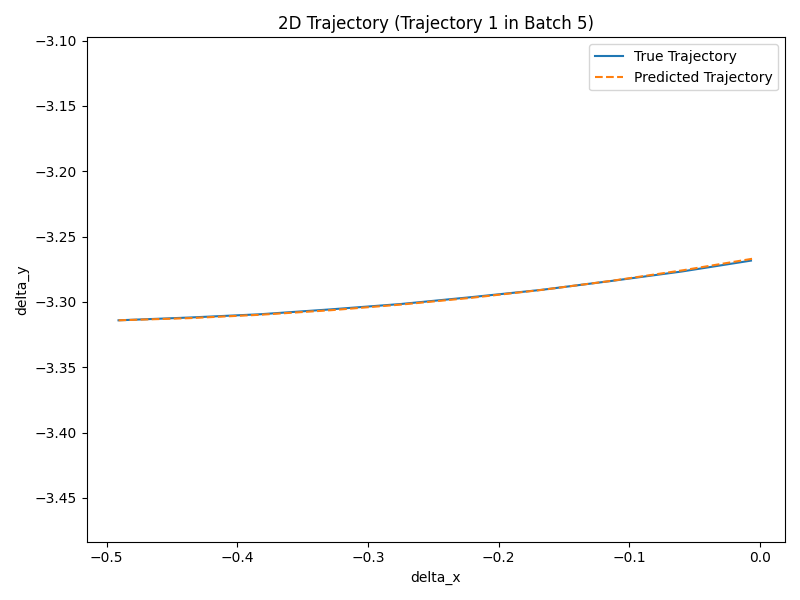 2D Trajectory (Trajectory 1 in Batch 5)
True Trajectory
Predicted Trajectory
−3.10
−3.15
−3.20
−3.25
−3.30
−3.35
−3.40
−3.45
delta_y
−0.5
−0.4
−0.3
−0.2
−0.1
0.0
delta_x